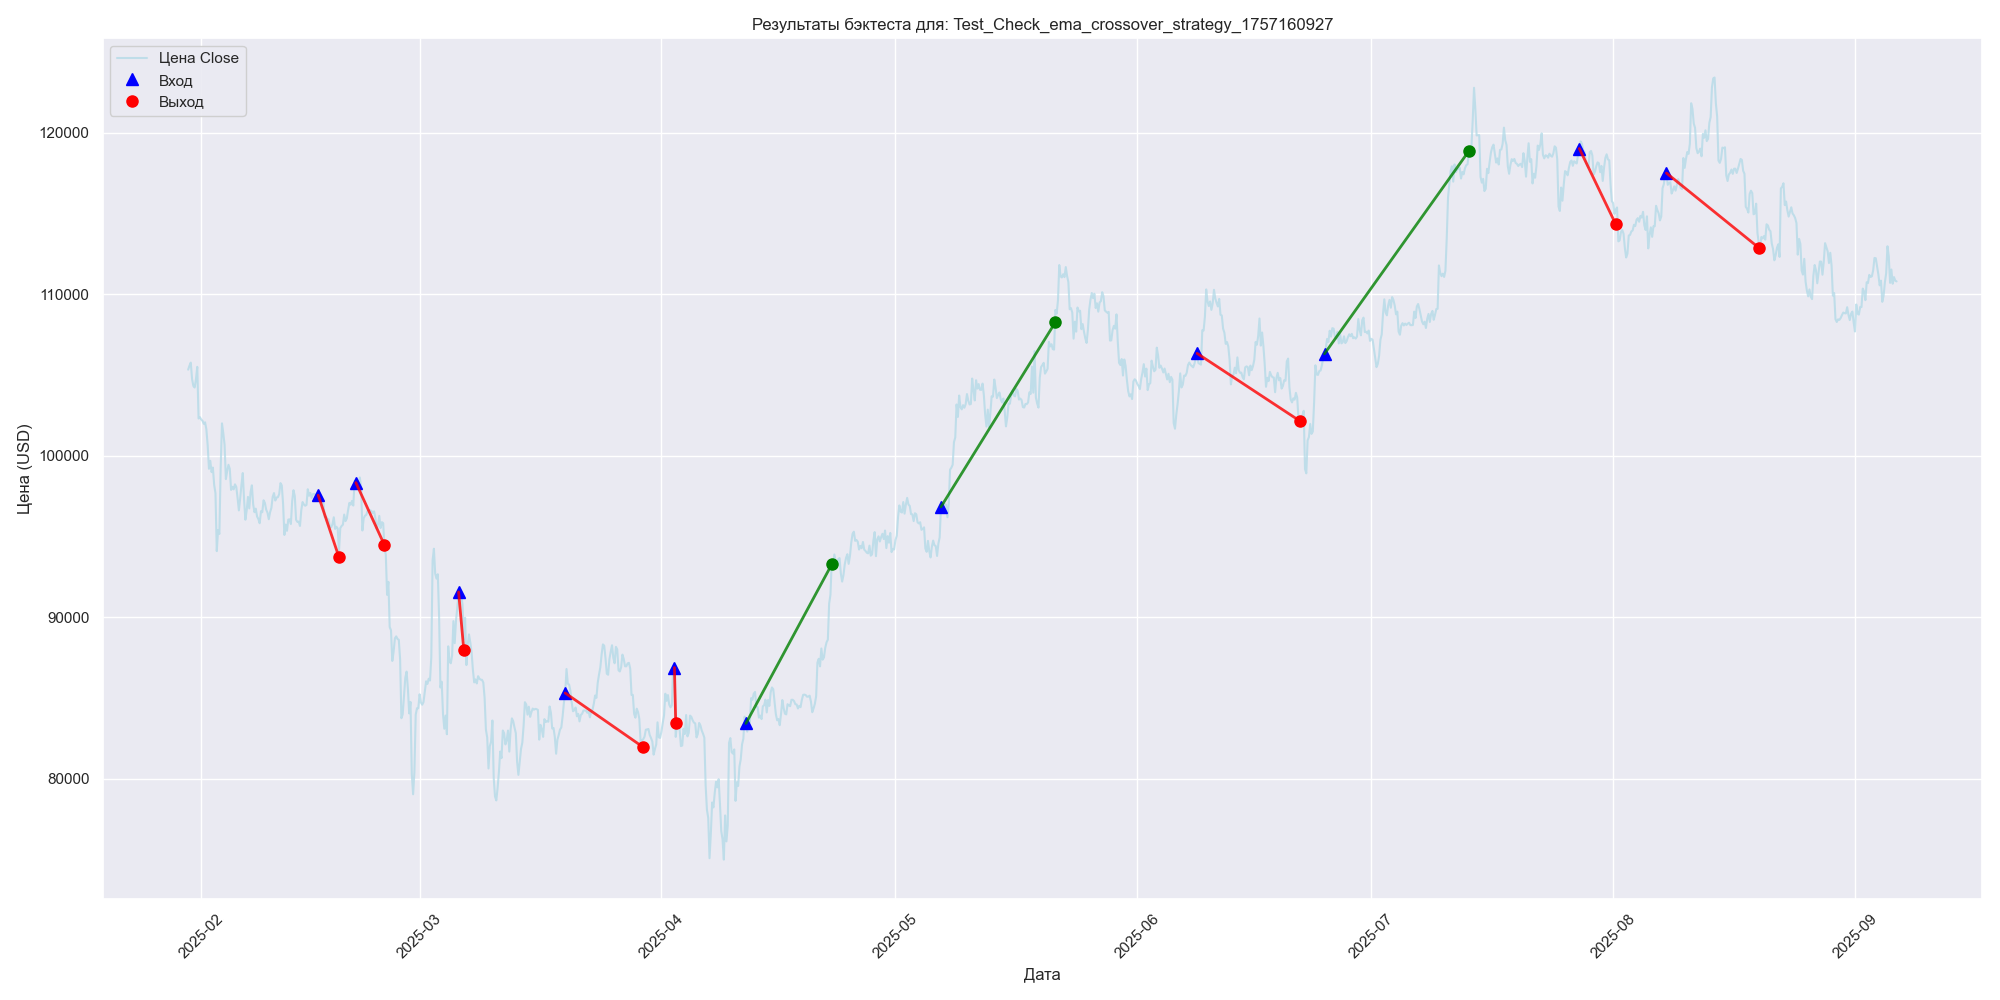 Результаты бэктеста для: Test_Check_ema_crossover_strategy_1757160927
Цена Close
Вход
Выход
120000
110000
100000
90000
80000
Цена (USD)
2025-02
2025-03
2025-04
2025-05
2025-06
2025-07
2025-08
2025-09
Дата